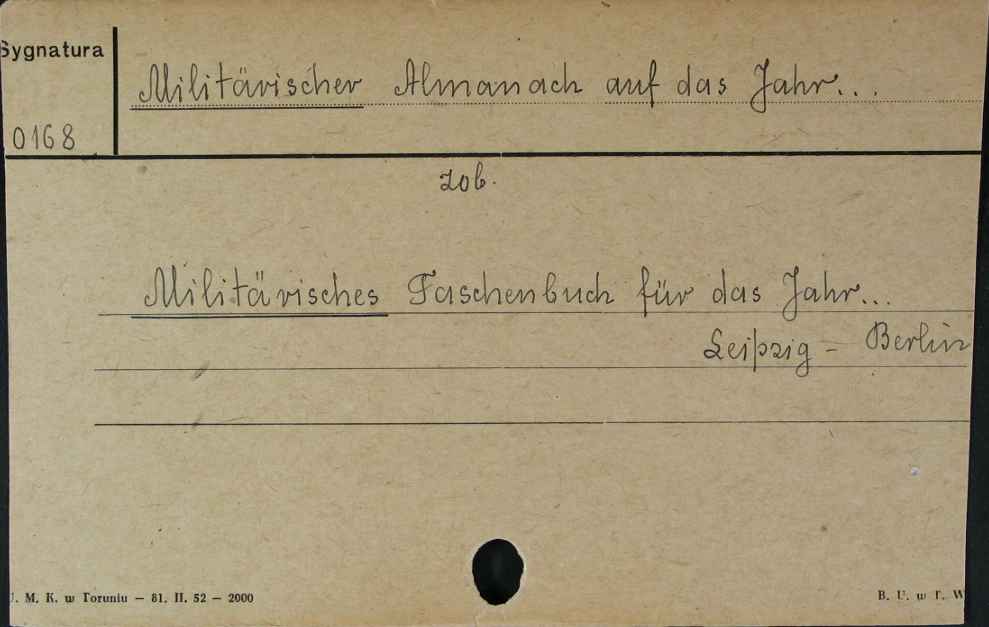 Sygnatura
Militärischer Almanach auf das Jahr...
0168
zob.
Militärisches Taschenbuch für das Jahr...
Leipzig - Berlin
. M. K. w Toruniu — 81. II. 52 — 2000
B. U. w T. W